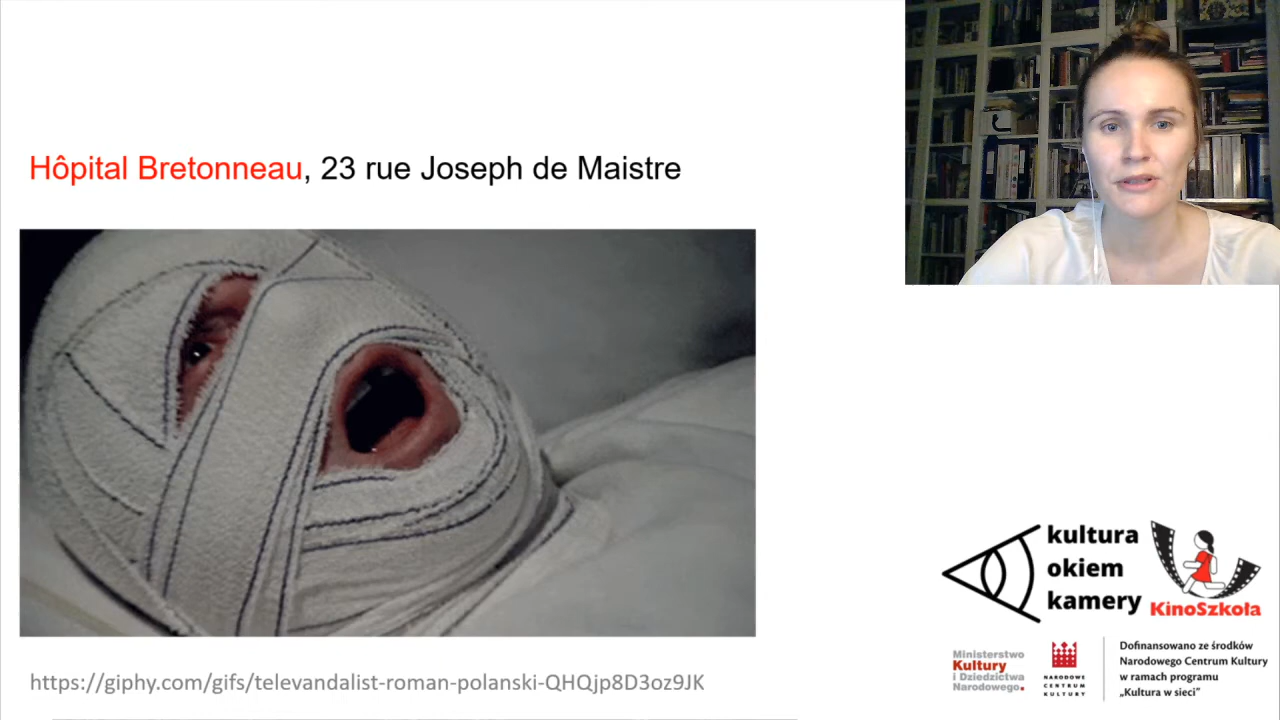 Hôpital Bretonneau, 23 rue Joseph de Maistre
https://giphy.com/gifs/televandalist-roman-polanski-QHQjp8D3oz9JK
kultura
okiem
kamery
KinoSzkoła
Ministerstwo
Kultury
i Dziedzictwa
Narodowego.
NARODOWE
CENTRUM
KULTURY
Dofinansowano ze środków
Narodowego Centrum Kultury
w ramach programu
„Kultura w sieci”